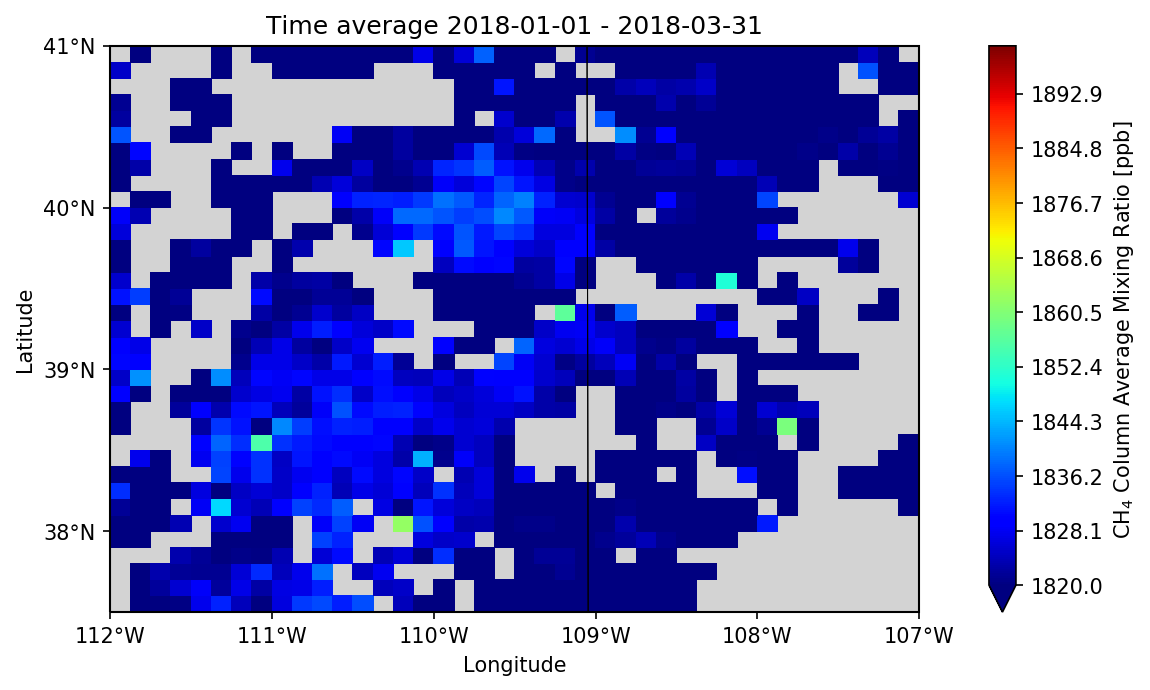 Time average 2018-01-01 - 2018-03-31
41°N
40°N
39°N
38°N
Latitude
112°W
111°W
110°W
109°W
108°W
107°W
Longitude
1892.9
1884.8
1876.7
1868.6
1860.5
1852.4
1844.3
1836.2
1828.1
1820.0
CH₄ Column Average Mixing Ratio [ppb]